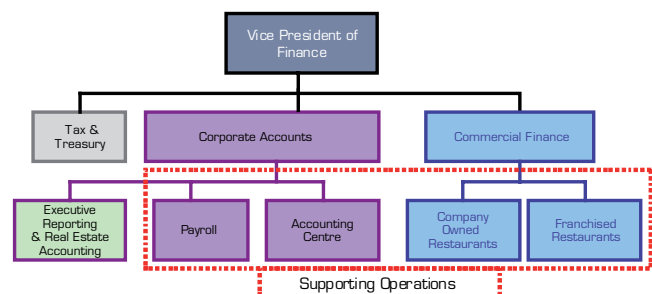 Vice President of
Finance
Tax &
Treasury
Corporate Accounts
Commercial Finance
Executive
Reporting
& Real Estate
Accounting
Payroll
Accounting
Centre
Company
Owned
Restaurants
Franchised
Restaurants
Supporting Operations